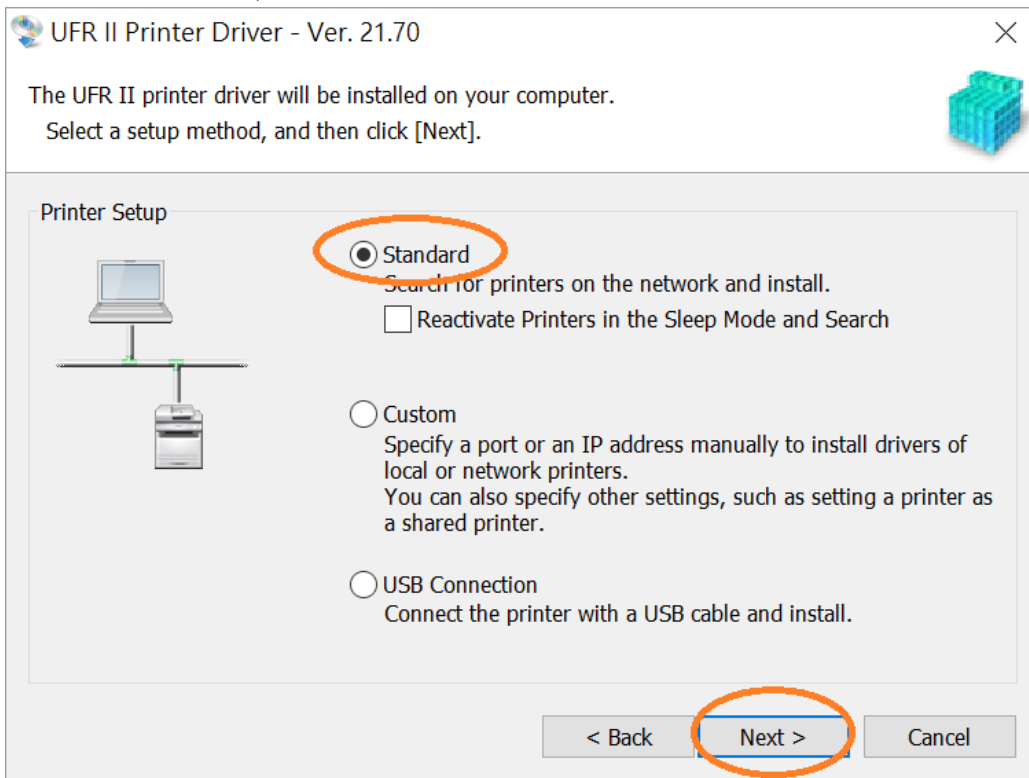 UFR II Printer Driver - Ver. 21.70
The UFR II printer driver will be installed on your computer.
Select a setup method, and then click [Next].
Printer Setup
Standard
Search for printers on the network and install.
Reactivate Printers in the Sleep Mode and Search
Custom
Specify a port or an IP address manually to install drivers of
local or network printers.
You can also specify other settings, such as setting a printer as
a shared printer.
USB Connection
Connect the printer with a USB cable and install.
< Back Next > Cancel